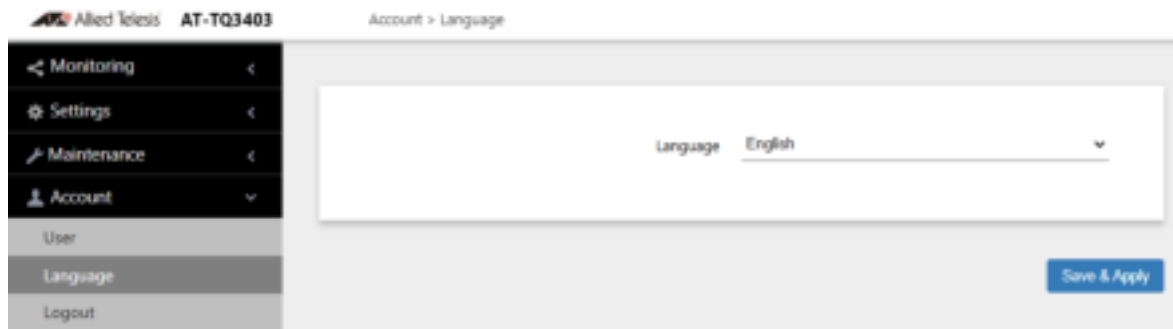 Allied Telesis AT-TQ3403 Account > Language
Monitoring
Settings
Maintenance
Account
User
Language
Logout
Language English
Save & Apply